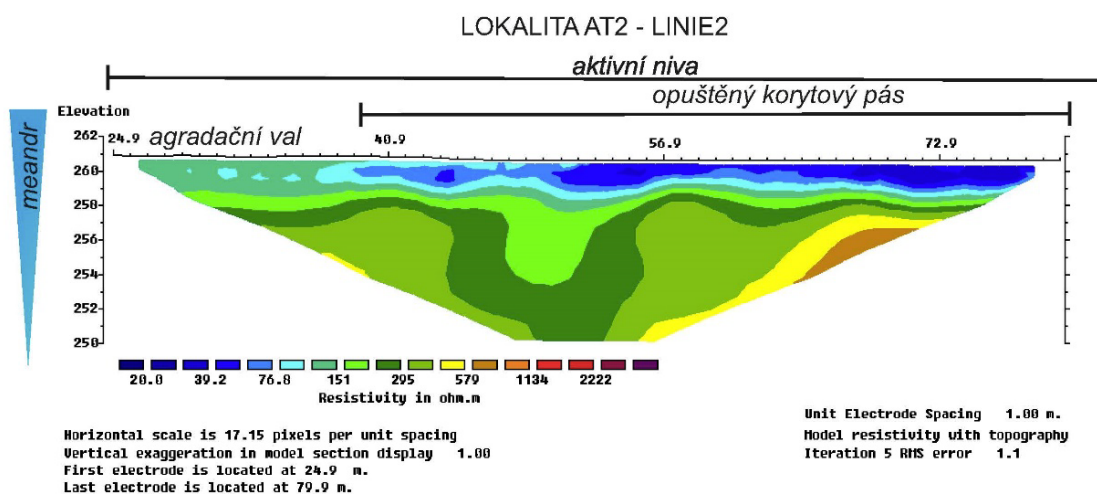 LOKALITA AT2 - LINIE2
aktivní niva
opuštěný korytový pás
meandr
Elevation
agradační val
24.9 40.9 56.9 72.9
262
260
258
256
254
252
250
20.0 39.2 76.8 151 295 579 1134 2222
Resistivity in ohm.m
Horizontal scale is 17.15 pixels per unit spacing
Vertical exaggeration in model section display 1.00
First electrode is located at 24.9 m.
Last electrode is located at 79.9 m.
Unit Electrode Spacing 1.00 m.
Model resistivity with topography
Iteration 5 RMS error 1.1